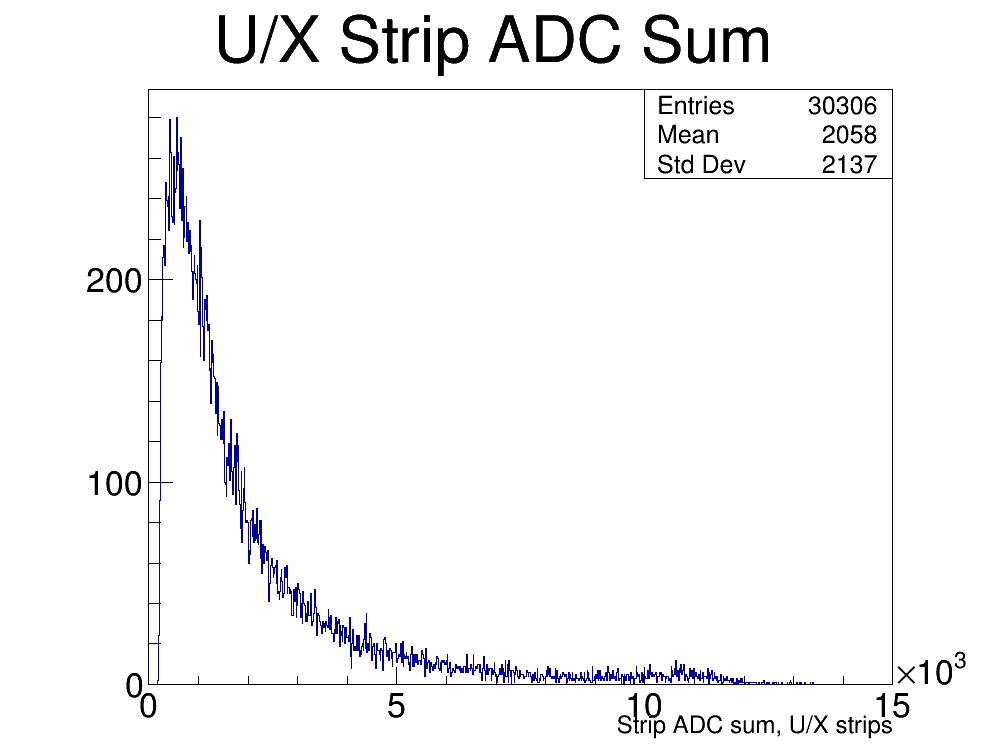 U/X Strip ADC Sum
Entries 30306
Mean 2058
Std Dev 2137
200
100
0
0 5 10 15
×10³
Strip ADC sum, U/X strips